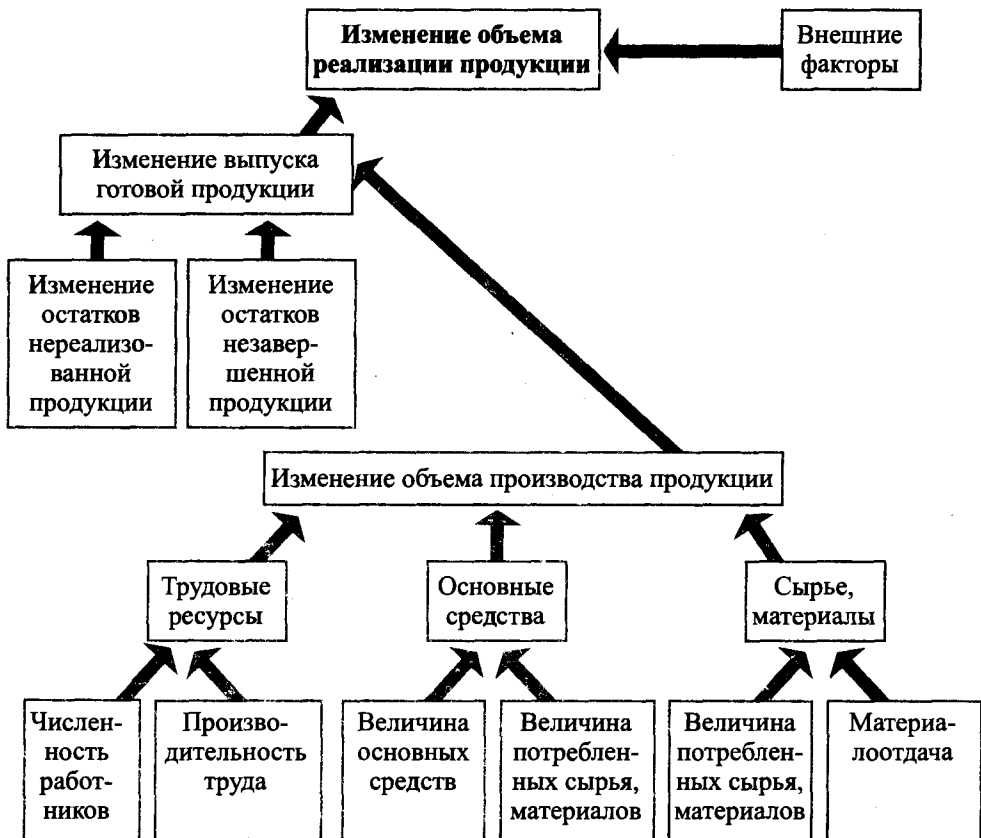 Изменение объема
реализации продукции
Внешние
факторы
Изменение выпуска
готовой продукции
Изменение
остатков
нереализо-
ванной
продукции
Изменение
остатков
незавер-
шенной
продукции
Изменение объема производства продукции
Трудовые
ресурсы
Основные
средства
Сырье,
материалы
Числен-
ность
работ-
ников
Произво-
дительность
труда
Величина
основных
средств
Величина
потреблен-
ных сырья,
материалов
Величина
потреблен-
ных сырья,
материалов
Материа-
лоотдача